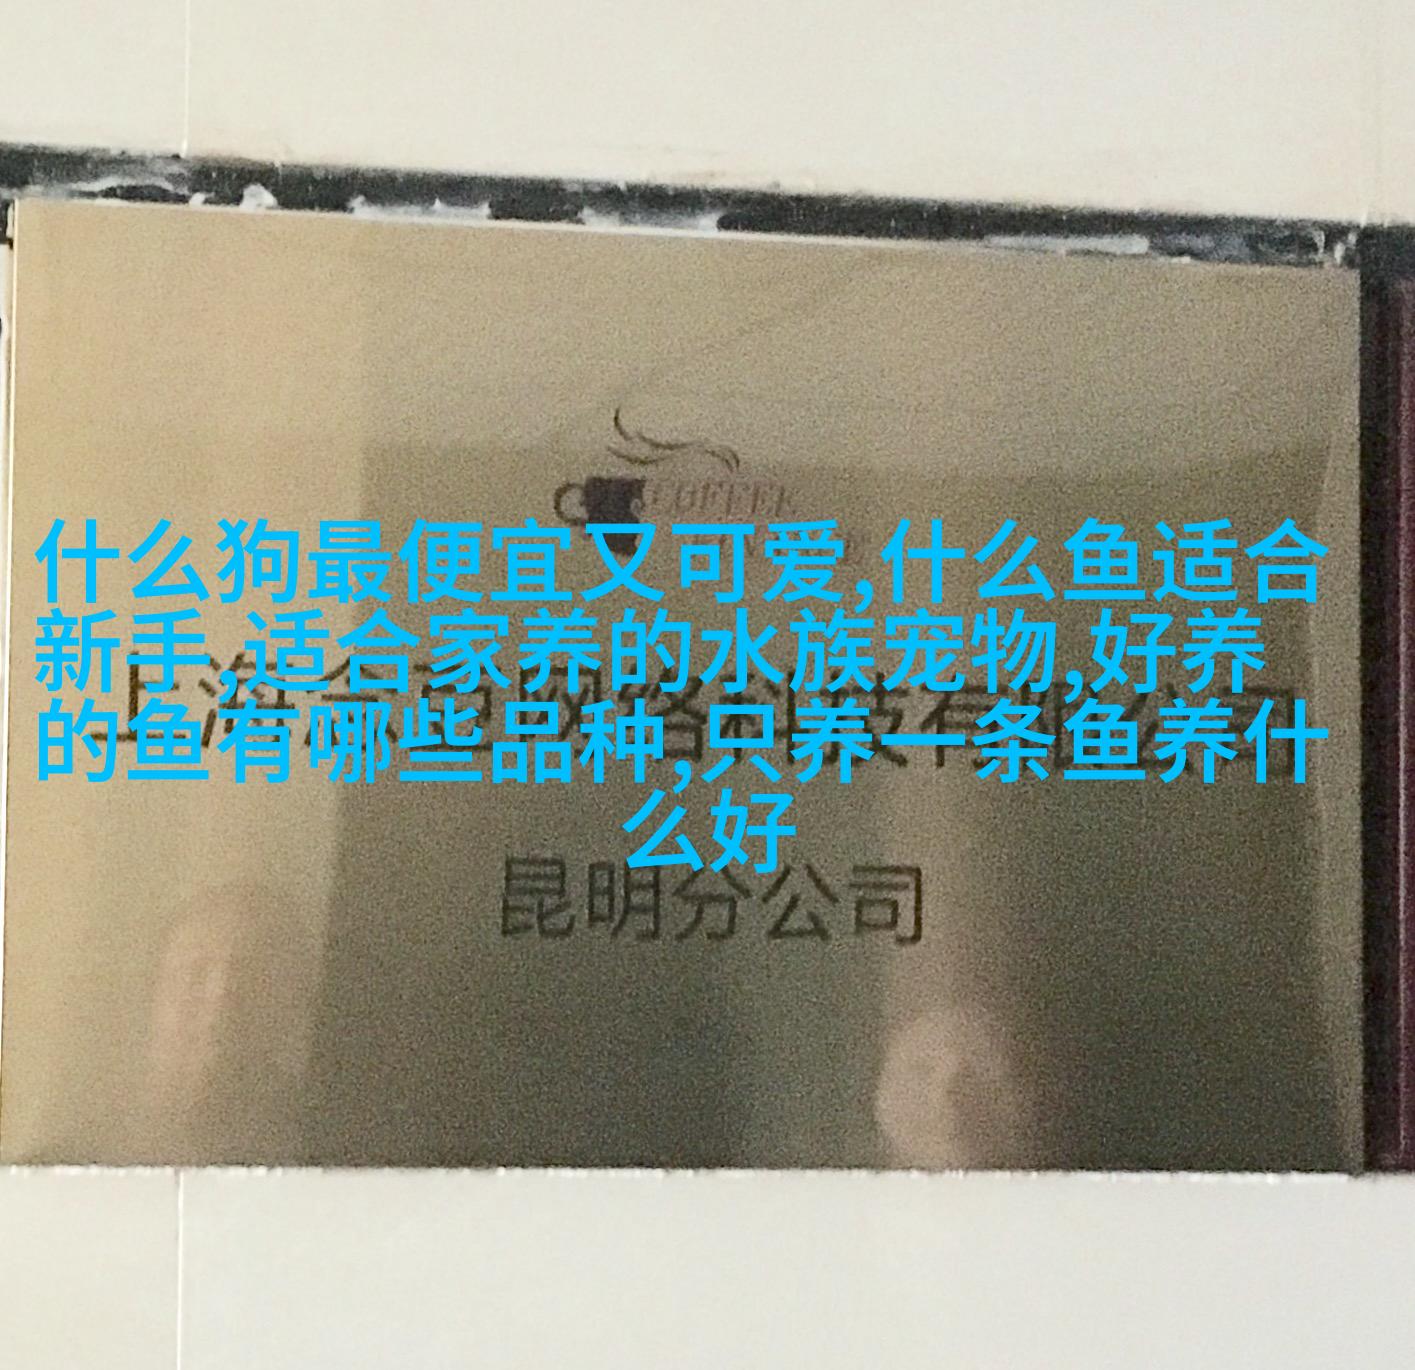 COFFEE
什么狗最便宜又可爱,什么鱼适合
新手,适合家养的水族宠物,好养
的鱼有哪些品种,只养一条鱼养什
么好
昆明分公司